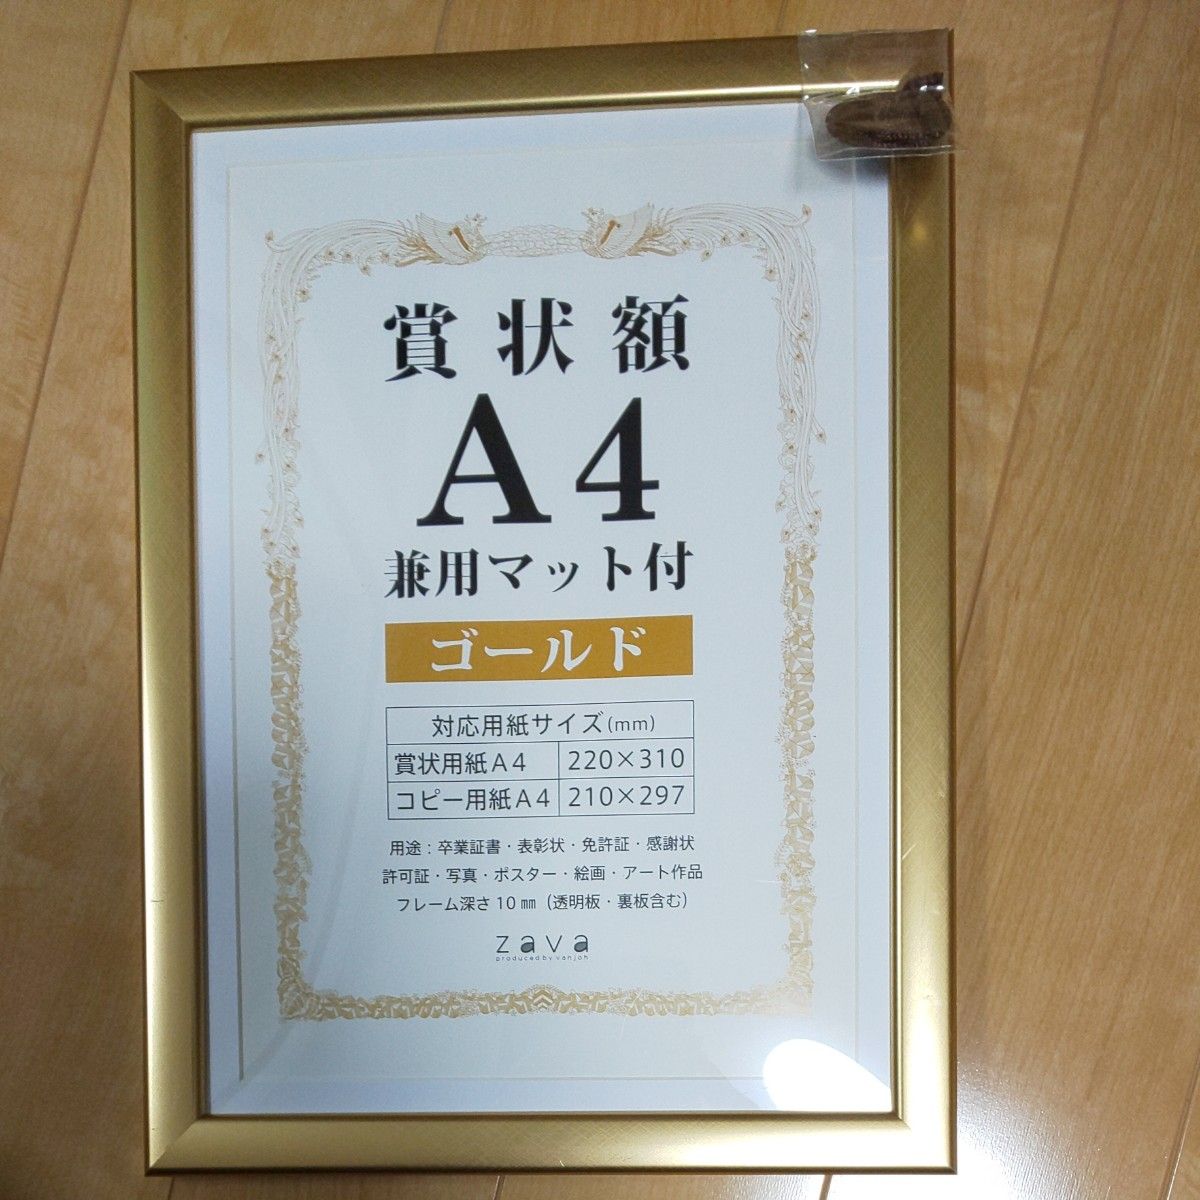 賞状額
A4
兼用マット付
ゴールド
対応用紙サイズ(mm)
賞状用紙A4 220×310
コピー用紙A4 210×297
用途：卒業証書・表彰状・免許証・感謝状
許可証・写真・ポスター・絵画・アート作品
フレーム深さ10㎜（透明板・裏板含む）
zava
produced by vanjoh